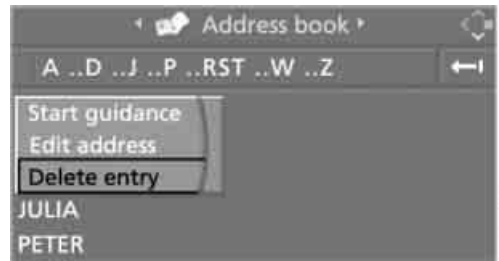 Address book
A ..D ..J ..P ..RST ..W ..Z
Start guidance
Edit address
Delete entry
JULIA
PETER